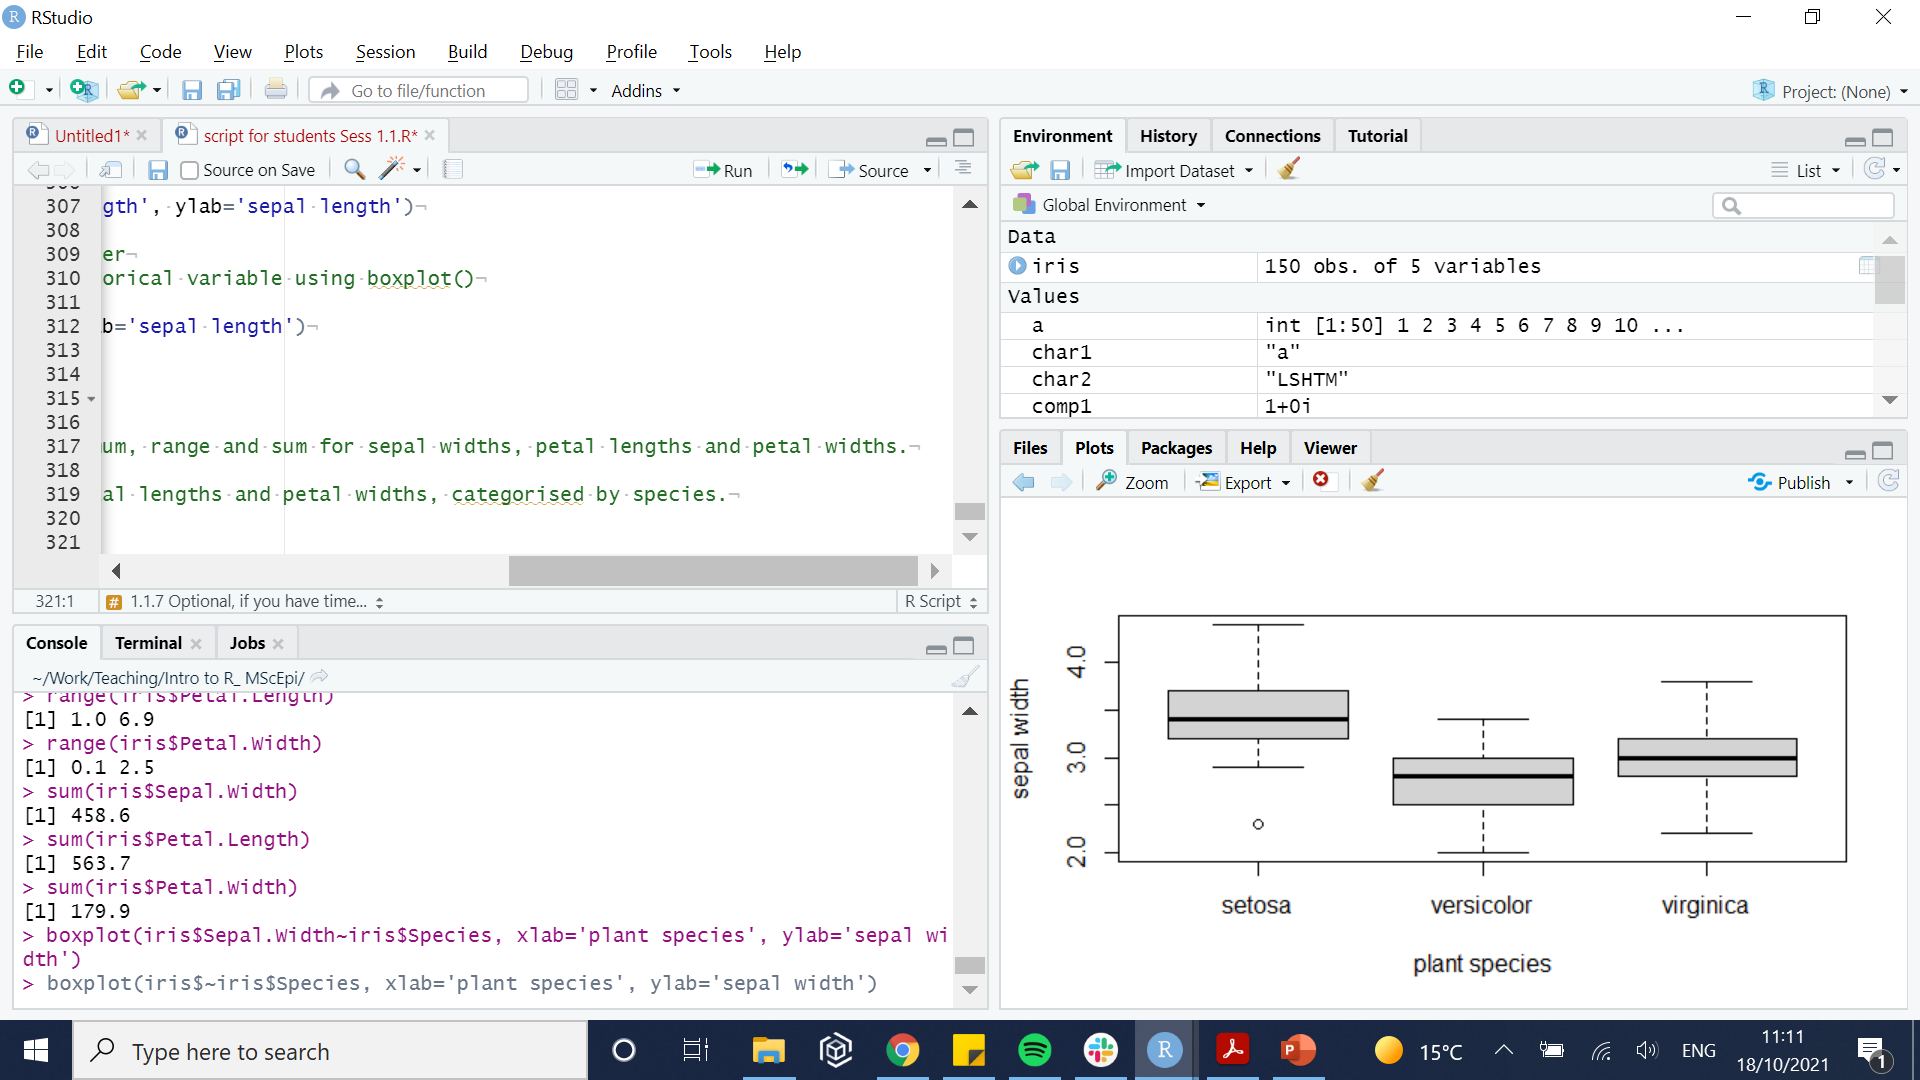 RStudio
File Edit Code View Plots Session Build Debug Profile Tools Help
Go to file/function Addins Project: (None)
Untitled1* script for students Sess 1.1.R*
Source on Save Run Source
307 gth', ylab='sepal length')¬
308
309 er¬
310 orical variable using boxplot()¬
311
312 b='sepal length')¬
313
314
315
316
317 um, range and sum for sepal widths, petal lengths and petal widths.¬
318
319 al lengths and petal widths, categorised by species.¬
320
321
321:1 # 1.1.7 Optional, if you have time... R Script
Console Terminal Jobs
~/Work/Teaching/Intro to R_ MScEpi/
> range(iris$Petal.Length)
[1] 1.0 6.9
> range(iris$Petal.Width)
[1] 0.1 2.5
> sum(iris$Sepal.Width)
[1] 458.6
> sum(iris$Petal.Length)
[1] 563.7
> sum(iris$Petal.Width)
[1] 179.9
> boxplot(iris$Sepal.Width~iris$Species, xlab='plant species', ylab='sepal wi
dth')
> boxplot(iris$~iris$Species, xlab='plant species', ylab='sepal width')
Environment History Connections Tutorial
Import Dataset List
Global Environment
Data
iris 150 obs. of 5 variables
Values
a int [1:50] 1 2 3 4 5 6 7 8 9 10 ...
char1 "a"
char2 "LSHTM"
comp1 1+0i
Files Plots Packages Help Viewer
Zoom Export Publish
sepal width
4.0
3.0
2.0
setosa versicolor virginica
plant species
Type here to search
15°C ENG 11:11
18/10/2021
1